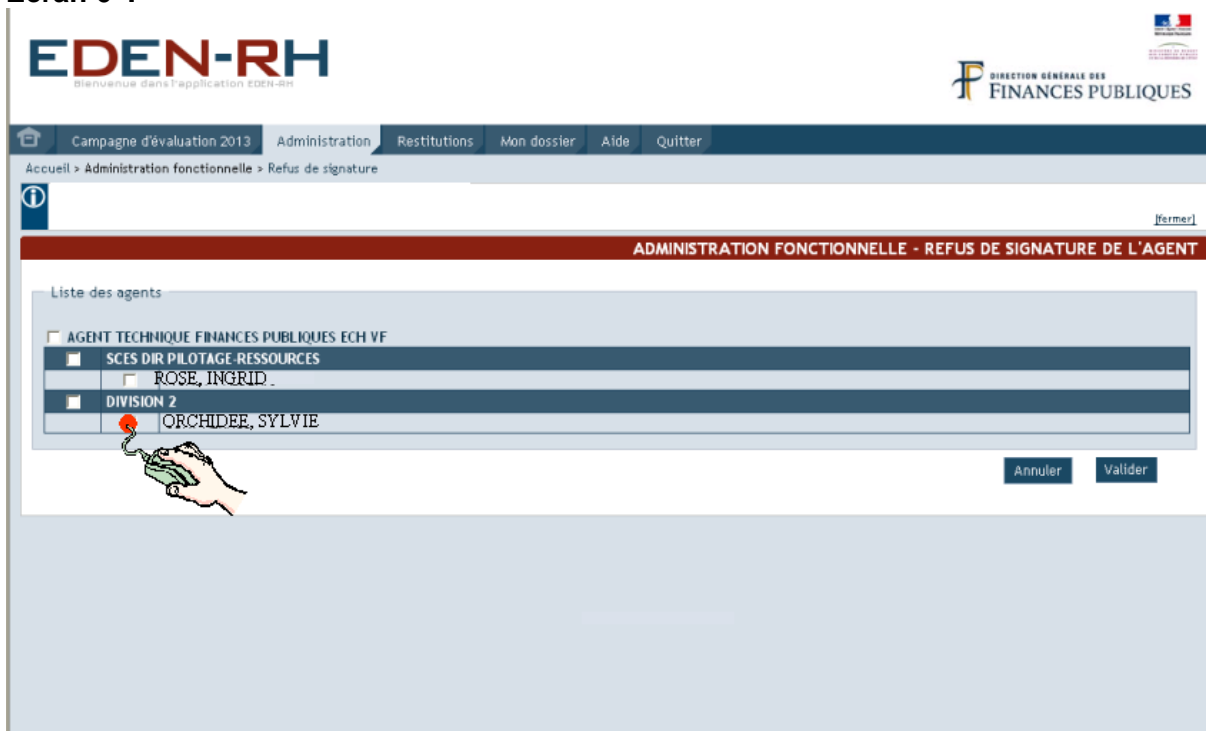 EDEN-RH
Bienvenue dans l'application EDEN-RH
DIRECTION GÉNÉRALE DES
FINANCES PUBLIQUES
Campagne d'évaluation 2013 Administration Restitutions Mon dossier Aide Quitter
Accueil > Administration fonctionnelle > Refus de signature
[fermer]
ADMINISTRATION FONCTIONNELLE - REFUS DE SIGNATURE DE L'AGENT
Liste des agents
AGENT TECHNIQUE FINANCES PUBLIQUES ECH VF
SCES DIR PILOTAGE-RESSOURCES
ROSE, INGRID
DIVISION 2
ORCHIDEE, SYLVIE
Annuler Valider